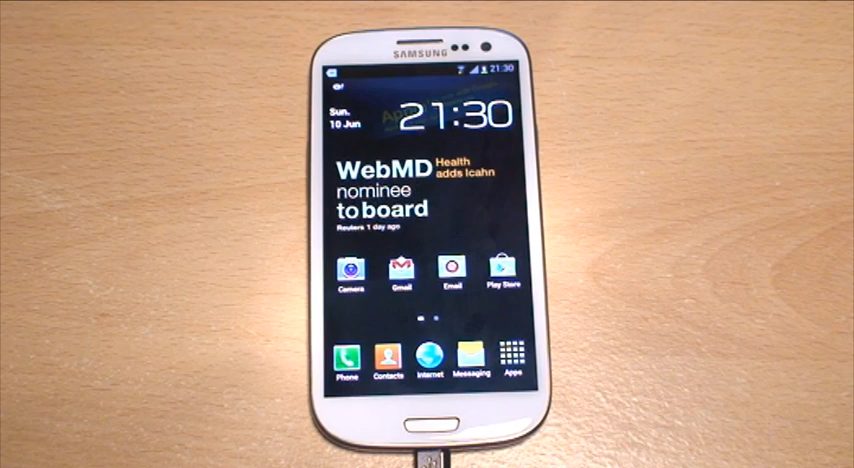 SAMSUNG
21:30
Sun.
10 Jun
21:30
WebMD Health
adds Icahn
nominee
to board
Reuters 1 day ago
Camera Gmail Email Play Store
Phone Contacts Internet Messaging Apps